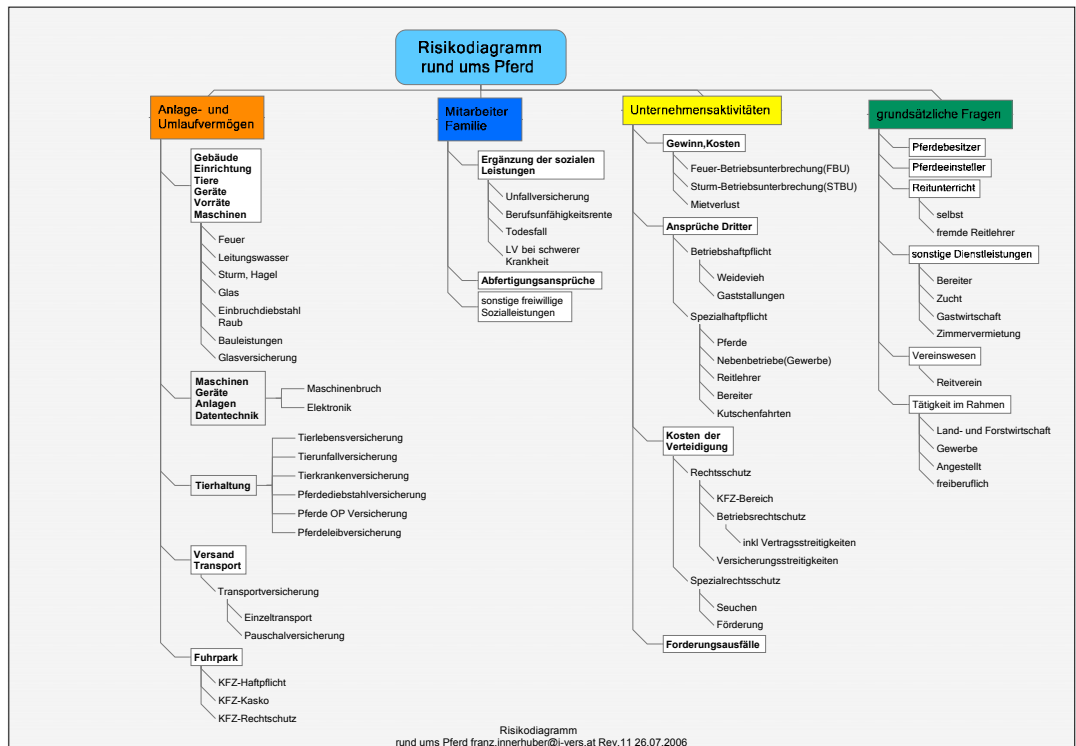 Risikodiagramm
rund ums Pferd
Anlage- und
Umlaufvermögen
Gebäude
Einrichtung
Tiere
Geräte
Vorräte
Maschinen
Feuer
Leitungswasser
Sturm, Hagel
Glas
Einbruchdiebstahl
Raub
Bauleistungen
Glasversicherung
Maschinen
Geräte
Anlagen
Datentechnik
Maschinenbruch
Elektronik
Tierhaltung
Tierlebensversicherung
Tierunfallversicherung
Tierkrankenversicherung
Pferdediebstahlversicherung
Pferde OP Versicherung
Pferdeleibversicherung
Versand
Transport
Transportversicherung
Einzeltransport
Pauschalversicherung
Fuhrpark
KFZ-Haftpflicht
KFZ-Kasko
KFZ-Rechtschutz
Mitarbeiter
Familie
Ergänzung der sozialen
Leistungen
Unfallversicherung
Berufsunfähigkeitsrente
Todesfall
LV bei schwerer
Krankheit
Abfertigungsansprüche
sonstige freiwillige
Sozialleistungen
Unternehmensaktivitäten
Gewinn,Kosten
Feuer-Betriebsunterbrechung(FBU)
Sturm-Betriebsunterbrechung(STBU)
Mietverlust
Ansprüche Dritter
Betriebshaftpflicht
Weidevieh
Gaststallungen
Spezialhaftpflicht
Pferde
Nebenbetriebe(Gewerbe)
Reitlehrer
Bereiter
Kutschenfahrten
Kosten der
Verteidigung
Rechtsschutz
KFZ-Bereich
Betriebsrechtschutz
inkl Vertragsstreitigkeiten
Versicherungsstreitigkeiten
Spezialrechtsschutz
Seuchen
Förderung
Forderungsausfälle
grundsätzliche Fragen
Pferdebesitzer
Pferdeeinsteller
Reitunterricht
selbst
fremde Reitlehrer
sonstige Dienstleistungen
Bereiter
Zucht
Gastwirtschaft
Zimmervermietung
Vereinswesen
Reitverein
Tätigkeit im Rahmen
Land- und Forstwirtschaft
Gewerbe
Angestellt
freiberuflich
Risikodiagramm
rund ums Pferd franz.innerhuber@i-vers.at Rev.11 26.07.2006